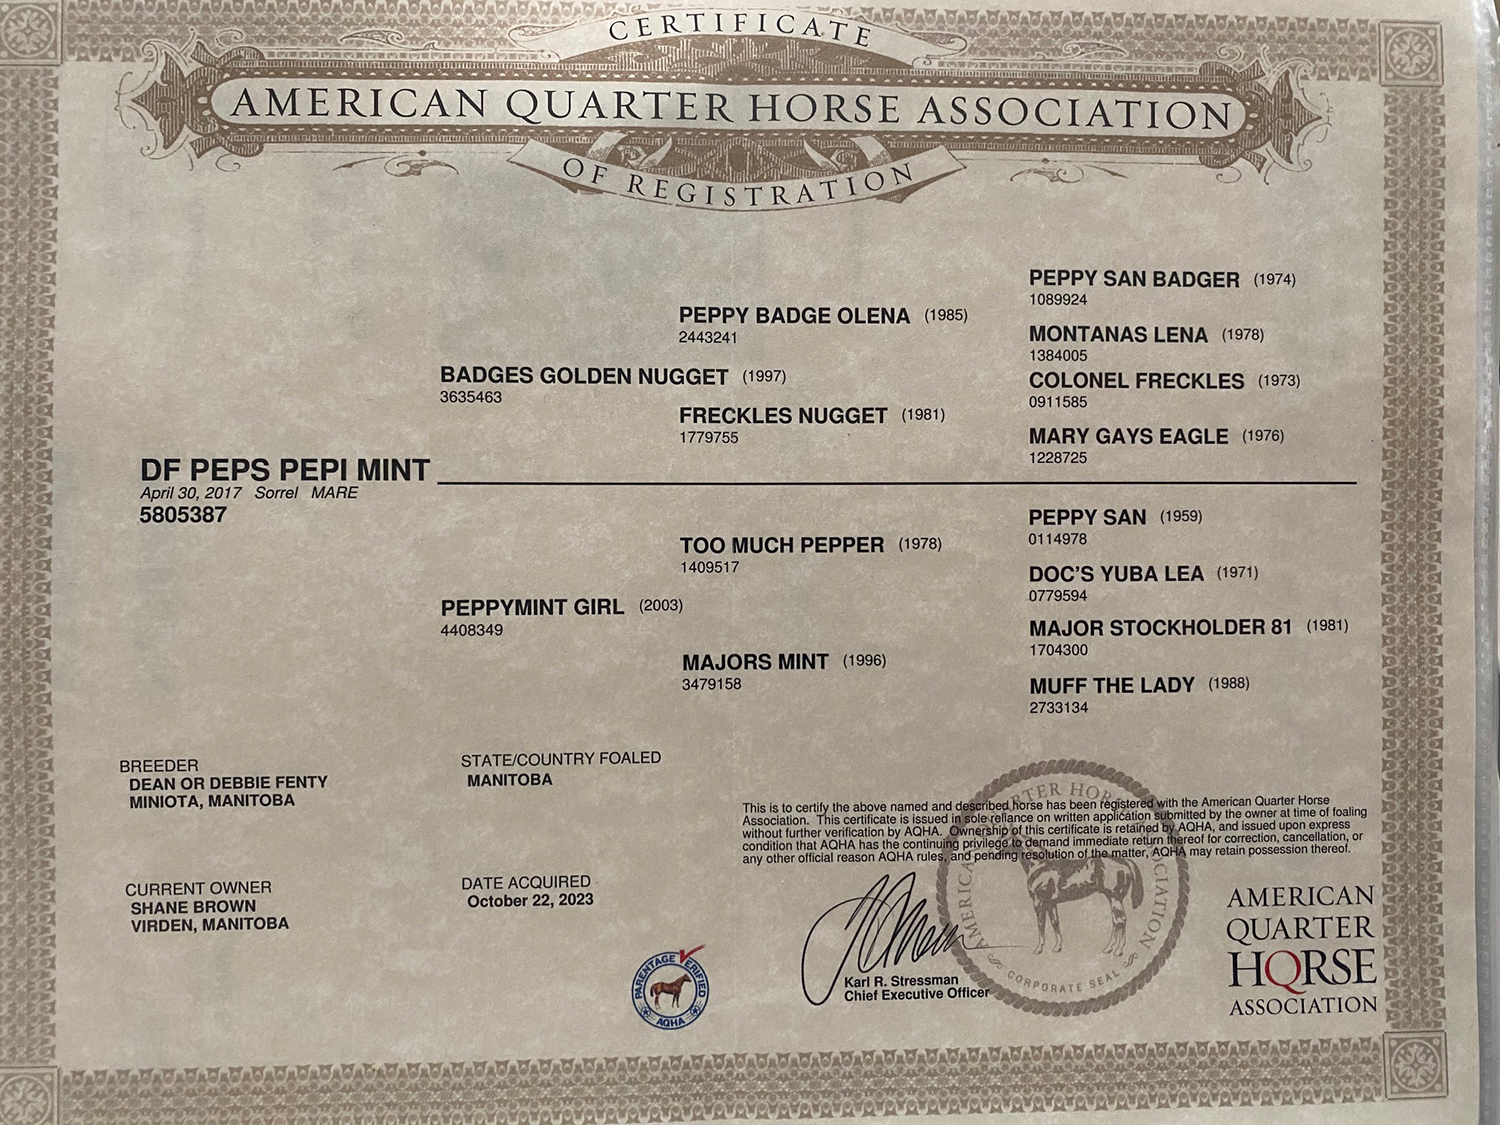 CERTIFICATE
AMERICAN QUARTER HORSE ASSOCIATION
OF REGISTRATION
PEPPY SAN BADGER (1974)
1089924
PEPPY BADGE OLENA (1985)
2443241
MONTANAS LENA (1978)
1384005
BADGES GOLDEN NUGGET (1997)
3635463
COLONEL FRECKLES (1973)
0911585
FRECKLES NUGGET (1981)
1779755
MARY GAYS EAGLE (1976)
1228725
DF PEPS PEPI MINT
April 30, 2017 Sorrel MARE
5805387
PEPPY SAN (1959)
0114978
TOO MUCH PEPPER (1978)
1409517
DOC'S YUBA LEA (1971)
0779594
PEPPYMINT GIRL (2003)
4408349
MAJOR STOCKHOLDER 81 (1981)
1704300
MAJORS MINT (1996)
3479158
MUFF THE LADY (1988)
2733134
BREEDER
DEAN OR DEBBIE FENTY
MINIOTA, MANITOBA
STATE/COUNTRY FOALED
MANITOBA
CURRENT OWNER
SHANE BROWN
VIRDEN, MANITOBA
DATE ACQUIRED
October 22, 2023
This is to certify the above named and described horse has been registered with the American Quarter Horse
Association. This certificate is issued in sole reliance on written application submitted by the owner at time of foaling
without further verification by AQHA. Ownership of this certificate is retained by AQHA, and issued upon express
condition that AQHA has the continuing privilege to demand immediate return thereof for correction, cancellation, or
any other official reason AQHA rules, and pending resolution of the matter, AQHA may retain possession thereof.
Karl R. Stressman
Chief Executive Officer
PARENTAGE VERIFIED
AQHA
AMERICAN QUARTER HORSE ASSOCIATION
CORPORATE SEAL
AMERICAN
QUARTER
HORSE
ASSOCIATION